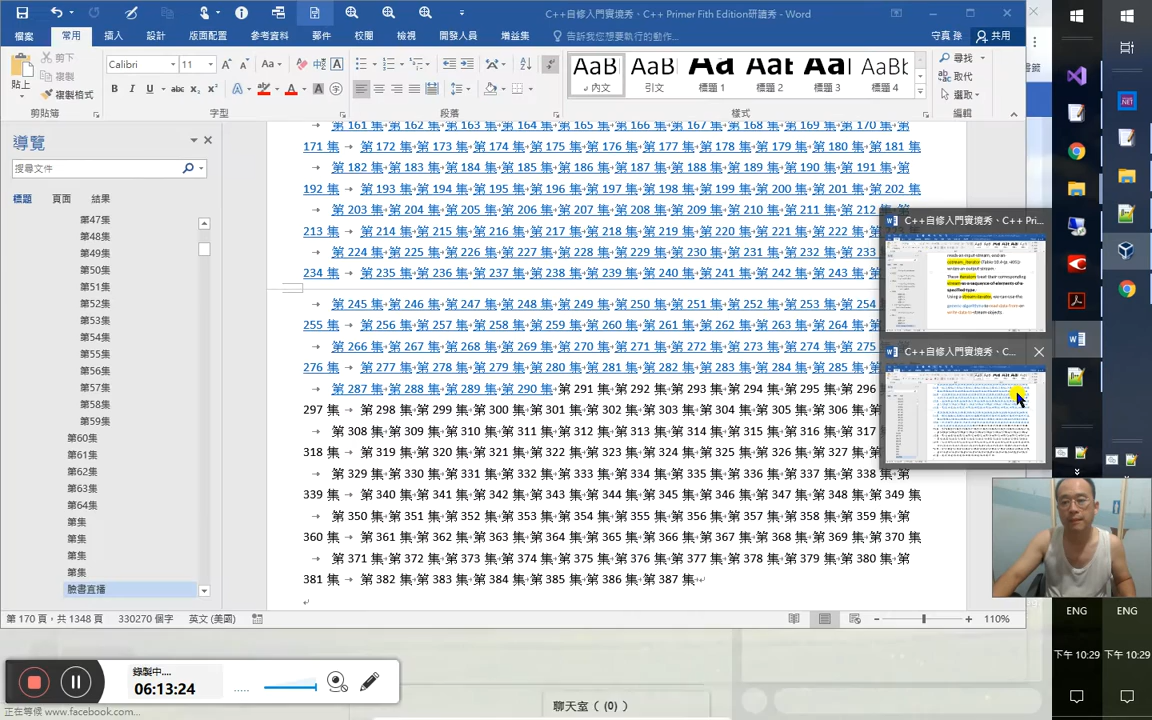 C++自修入門實境秀、C++ Primer Fifth Edition研讀秀 - Word
檔案 常用 插入 設計 版面配置 參考資料 郵件 校閱 檢視 開發人員 增益集 告訴我您想要執行的動作... 守真 孫 共用
貼上 剪下 複製 複製格式 剪貼簿
Calibri 11 字型
段落
AaB 內文 AaB 引文 Aa 標題 1 AaE 標題 2 AaBl 標題 3 AaBb 標題 4 樣式
尋找 取代 選取 編輯
導覽
搜尋文件
標題 頁面 結果
第47集
第48集
第49集
第50集
第51集
第52集
第53集
第54集
第55集
第56集
第57集
第58集
第59集
第60集
第61集
第62集
第63集
第64集
第集
第集
第集
第集
臉書直播
第 161 集 第 162 集 第 163 集 第 164 集 第 165 集 第 166 集 第 167 集 第 168 集 第 169 集 第 170 集 第
171 集 第 172 集 第 173 集 第 174 集 第 175 集 第 176 集 第 177 集 第 178 集 第 179 集 第 180 集 第 181 集
第 182 集 第 183 集 第 184 集 第 185 集 第 186 集 第 187 集 第 188 集 第 189 集 第 190 集 第 191 集 第
192 集 第 193 集 第 194 集 第 195 集 第 196 集 第 197 集 第 198 集 第 199 集 第 200 集 第 201 集 第 202 集
第 203 集 第 204 集 第 205 集 第 206 集 第 207 集 第 208 集 第 209 集 第 210 集 第 211 集 第 212 集
213 集 第 214 集 第 215 集 第 216 集 第 217 集 第 218 集 第 219 集 第 220 集 第 221 集 第 222 集
第 224 集 第 225 集 第 226 集 第 227 集 第 228 集 第 229 集 第 230 集 第 231 集 第 232 集 第 233
234 集 第 235 集 第 236 集 第 237 集 第 238 集 第 239 集 第 240 集 第 241 集 第 242 集 第 243 集
第 245 集 第 246 集 第 247 集 第 248 集 第 249 集 第 250 集 第 251 集 第 252 集 第 253 集 第 254
255 集 第 256 集 第 257 集 第 258 集 第 259 集 第 260 集 第 261 集 第 262 集 第 263 集 第 264 集
第 266 集 第 267 集 第 268 集 第 269 集 第 270 集 第 271 集 第 272 集 第 273 集 第 274 集 第 275
276 集 第 277 集 第 278 集 第 279 集 第 280 集 第 281 集 第 282 集 第 283 集 第 284 集 第 285 集
第 287 集 第 288 集 第 289 集 第 290 集 第 291 集 第 292 集 第 293 集 第 294 集 第 295 集 第 296
297 集 第 298 集 第 299 集 第 300 集 第 301 集 第 302 集 第 303 集 第 304 集 第 305 集 第 306 集
第 308 集 第 309 集 第 310 集 第 311 集 第 312 集 第 313 集 第 314 集 第 315 集 第 316 集 第 317
318 集 第 319 集 第 320 集 第 321 集 第 322 集 第 323 集 第 324 集 第 325 集 第 326 集 第 327 集
第 329 集 第 330 集 第 331 集 第 332 集 第 333 集 第 334 集 第 335 集 第 336 集 第 337 集 第 338 集 第
339 集 第 340 集 第 341 集 第 342 集 第 343 集 第 344 集 第 345 集 第 346 集 第 347 集 第 348 集 第 349 集
第 350 集 第 351 集 第 352 集 第 353 集 第 354 集 第 355 集 第 356 集 第 357 集 第 358 集 第 359 集 第
360 集 第 361 集 第 362 集 第 363 集 第 364 集 第 365 集 第 366 集 第 367 集 第 368 集 第 369 集 第 370 集
第 371 集 第 372 集 第 373 集 第 374 集 第 375 集 第 376 集 第 377 集 第 378 集 第 379 集 第 380 集 第
381 集 第 382 集 第 383 集 第 384 集 第 385 集 第 386 集 第 387 集
C++自修入門實境秀、C++ Pri...
C++自修入門實境秀、C...
第 170 頁，共 1348 頁 330270 個字 英文 (美國) 110%
ENG ENG
下午 10:29 下午 10:29
錄製中....
06:13:24
聊天室（ (0) ）
正在等候 www.facebook.com...